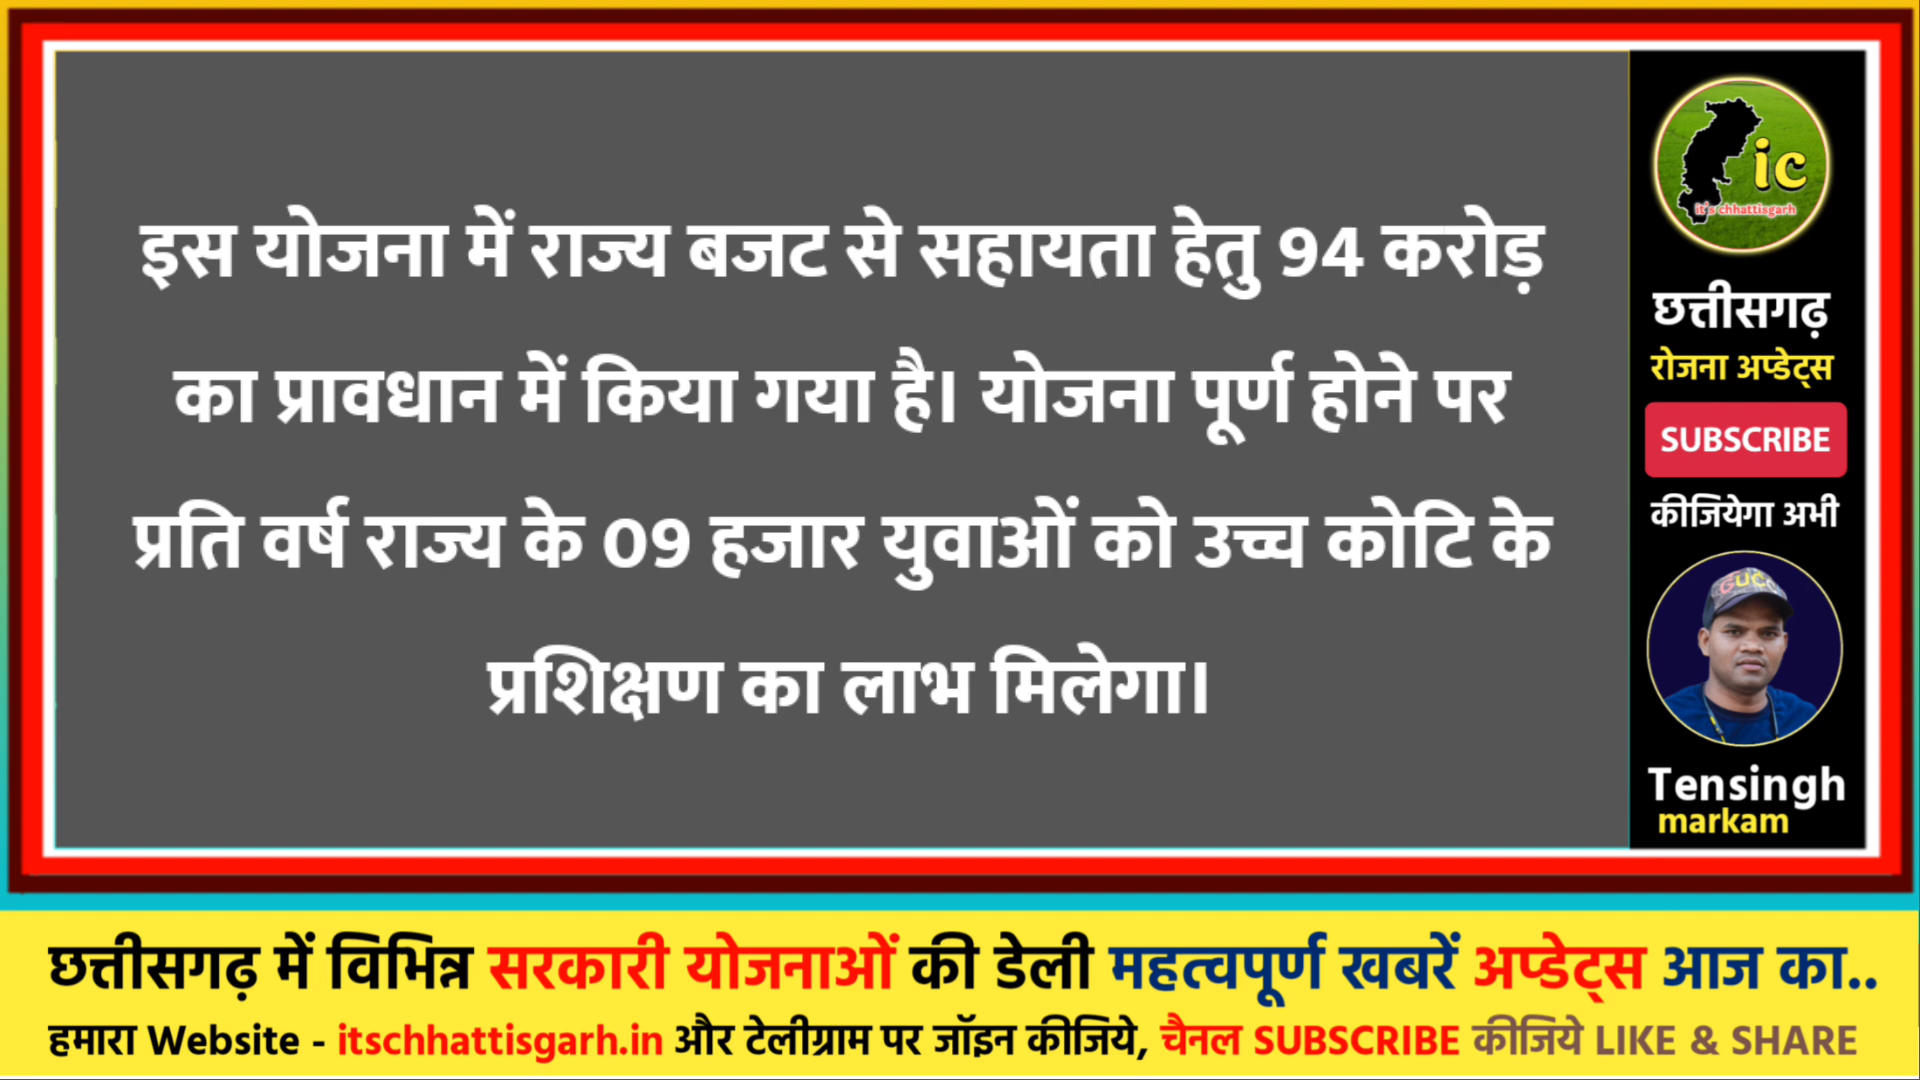 इस योजना में राज्य बजट से सहायता हेतु 94 करोड़
का प्रावधान में किया गया है। योजना पूर्ण होने पर
प्रति वर्ष राज्य के 09 हजार युवाओं को उच्च कोटि के
प्रशिक्षण का लाभ मिलेगा।
ic
it's chhattisgarh
छत्तीसगढ़
रोजना अप्डेट्स
SUBSCRIBE
कीजियेगा अभी
GUCC
Tensingh
markam
छत्तीसगढ़ में विभिन्न सरकारी योजनाओं की डेली महत्वपूर्ण खबरें अप्डेट्स आज का..
हमारा Website - itschhattisgarh.in और टेलीग्राम पर जॉइन कीजिये, चैनल SUBSCRIBE कीजिये LIKE & SHARE